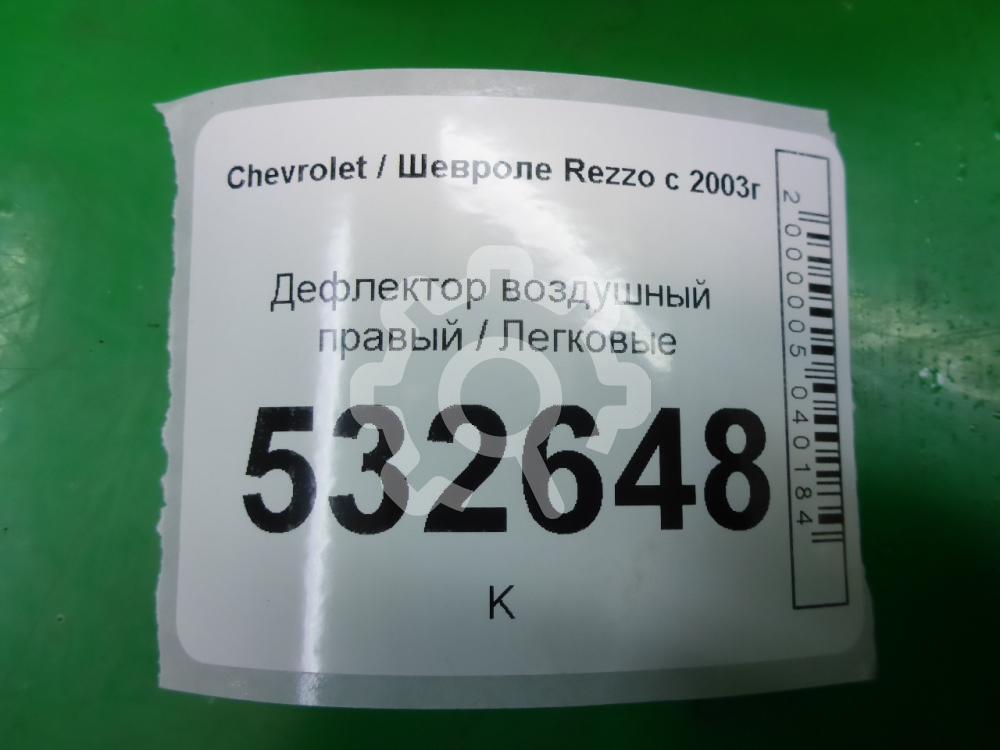 Chevrolet / Шевроле Rezzo с 2003г
Дефлектор воздушный
правый / Легковые
532648
К
2000005040184